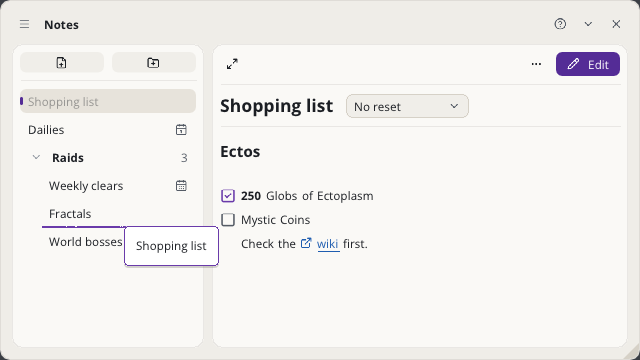 Notes
Edit
Shopping list
Dailies
Raids 3
Weekly clears
Fractals
World bosses
Shopping list
Shopping list No reset
Ectos
250 Globs of Ectoplasm
Mystic Coins
Check the wiki first.